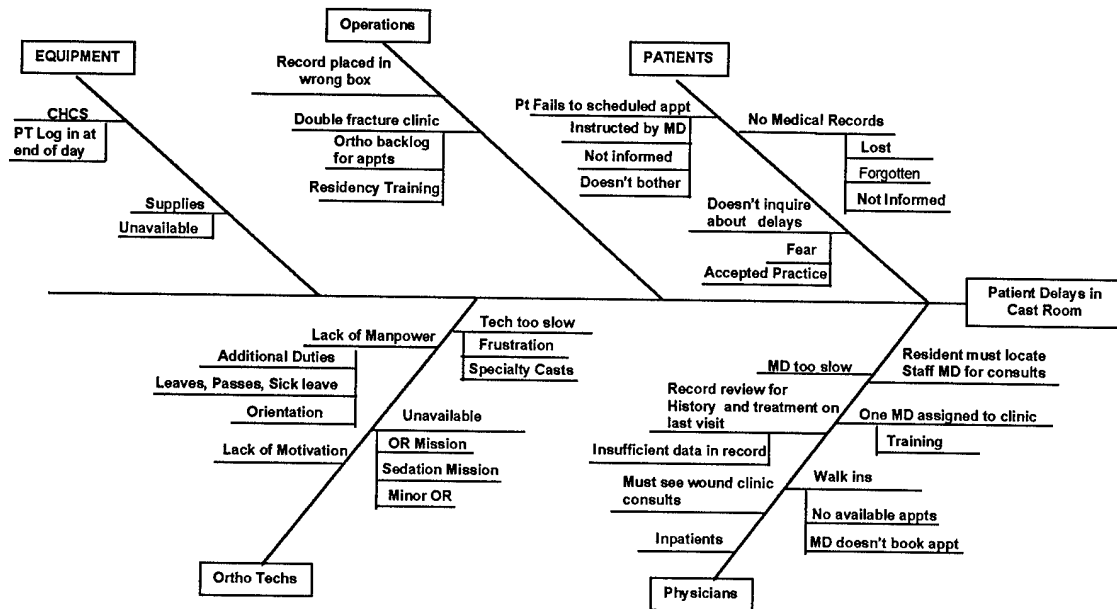 Operations
EQUIPMENT
PATIENTS
Record placed in
wrong box
CHCS
PT Log in at
end of day
Supplies
Unavailable
Double fracture clinic
Ortho backlog
for appts
Residency Training
Pt Fails to scheduled appt
Instructed by MD
Not informed
Doesn't bother
No Medical Records
Lost
Forgotten
Not Informed
Doesn't inquire
about delays
Fear
Accepted Practice
Patient Delays in
Cast Room
Lack of Manpower
Additional Duties
Leaves, Passes, Sick leave
Orientation
Lack of Motivation
Tech too slow
Frustration
Specialty Casts
Unavailable
OR Mission
Sedation Mission
Minor OR
Ortho Techs
MD too slow
Record review for
History and treatment on
last visit
Insufficient data in record
Must see wound clinic
consults
Inpatients
Resident must locate
Staff MD for consults
One MD assigned to clinic
Training
Walk ins
No available appts
MD doesn't book appt
Physicians